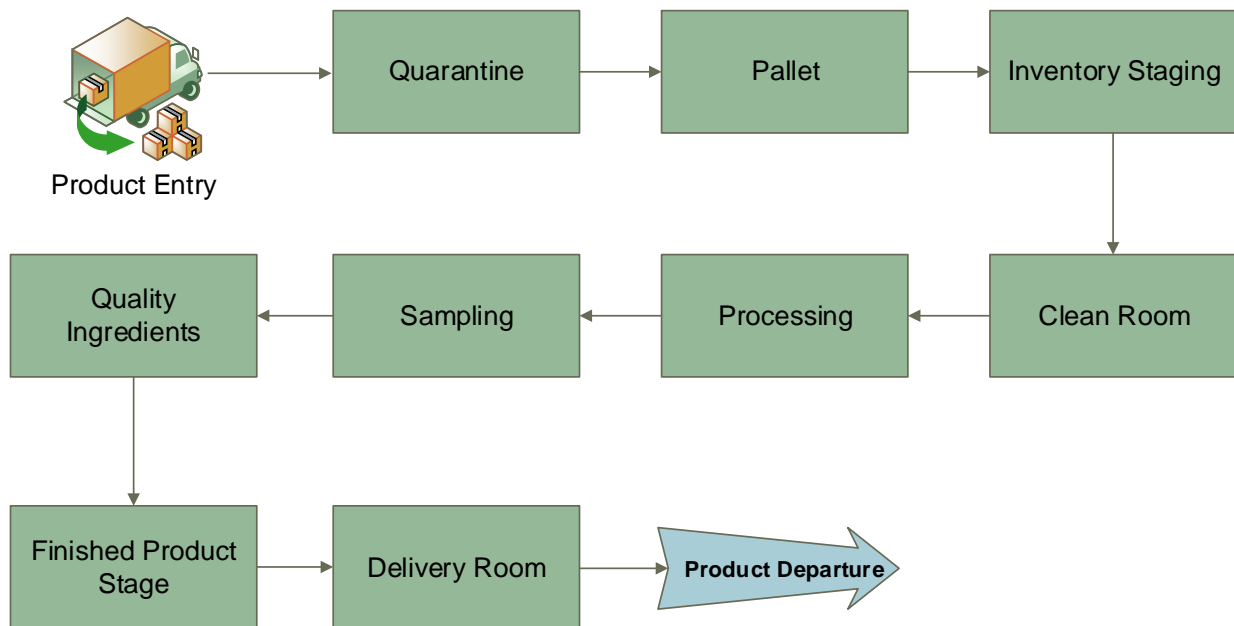 Product Entry
Quarantine
Pallet
Inventory Staging
Clean Room
Processing
Sampling
Quality
Ingredients
Finished Product
Stage
Delivery Room
Product Departure